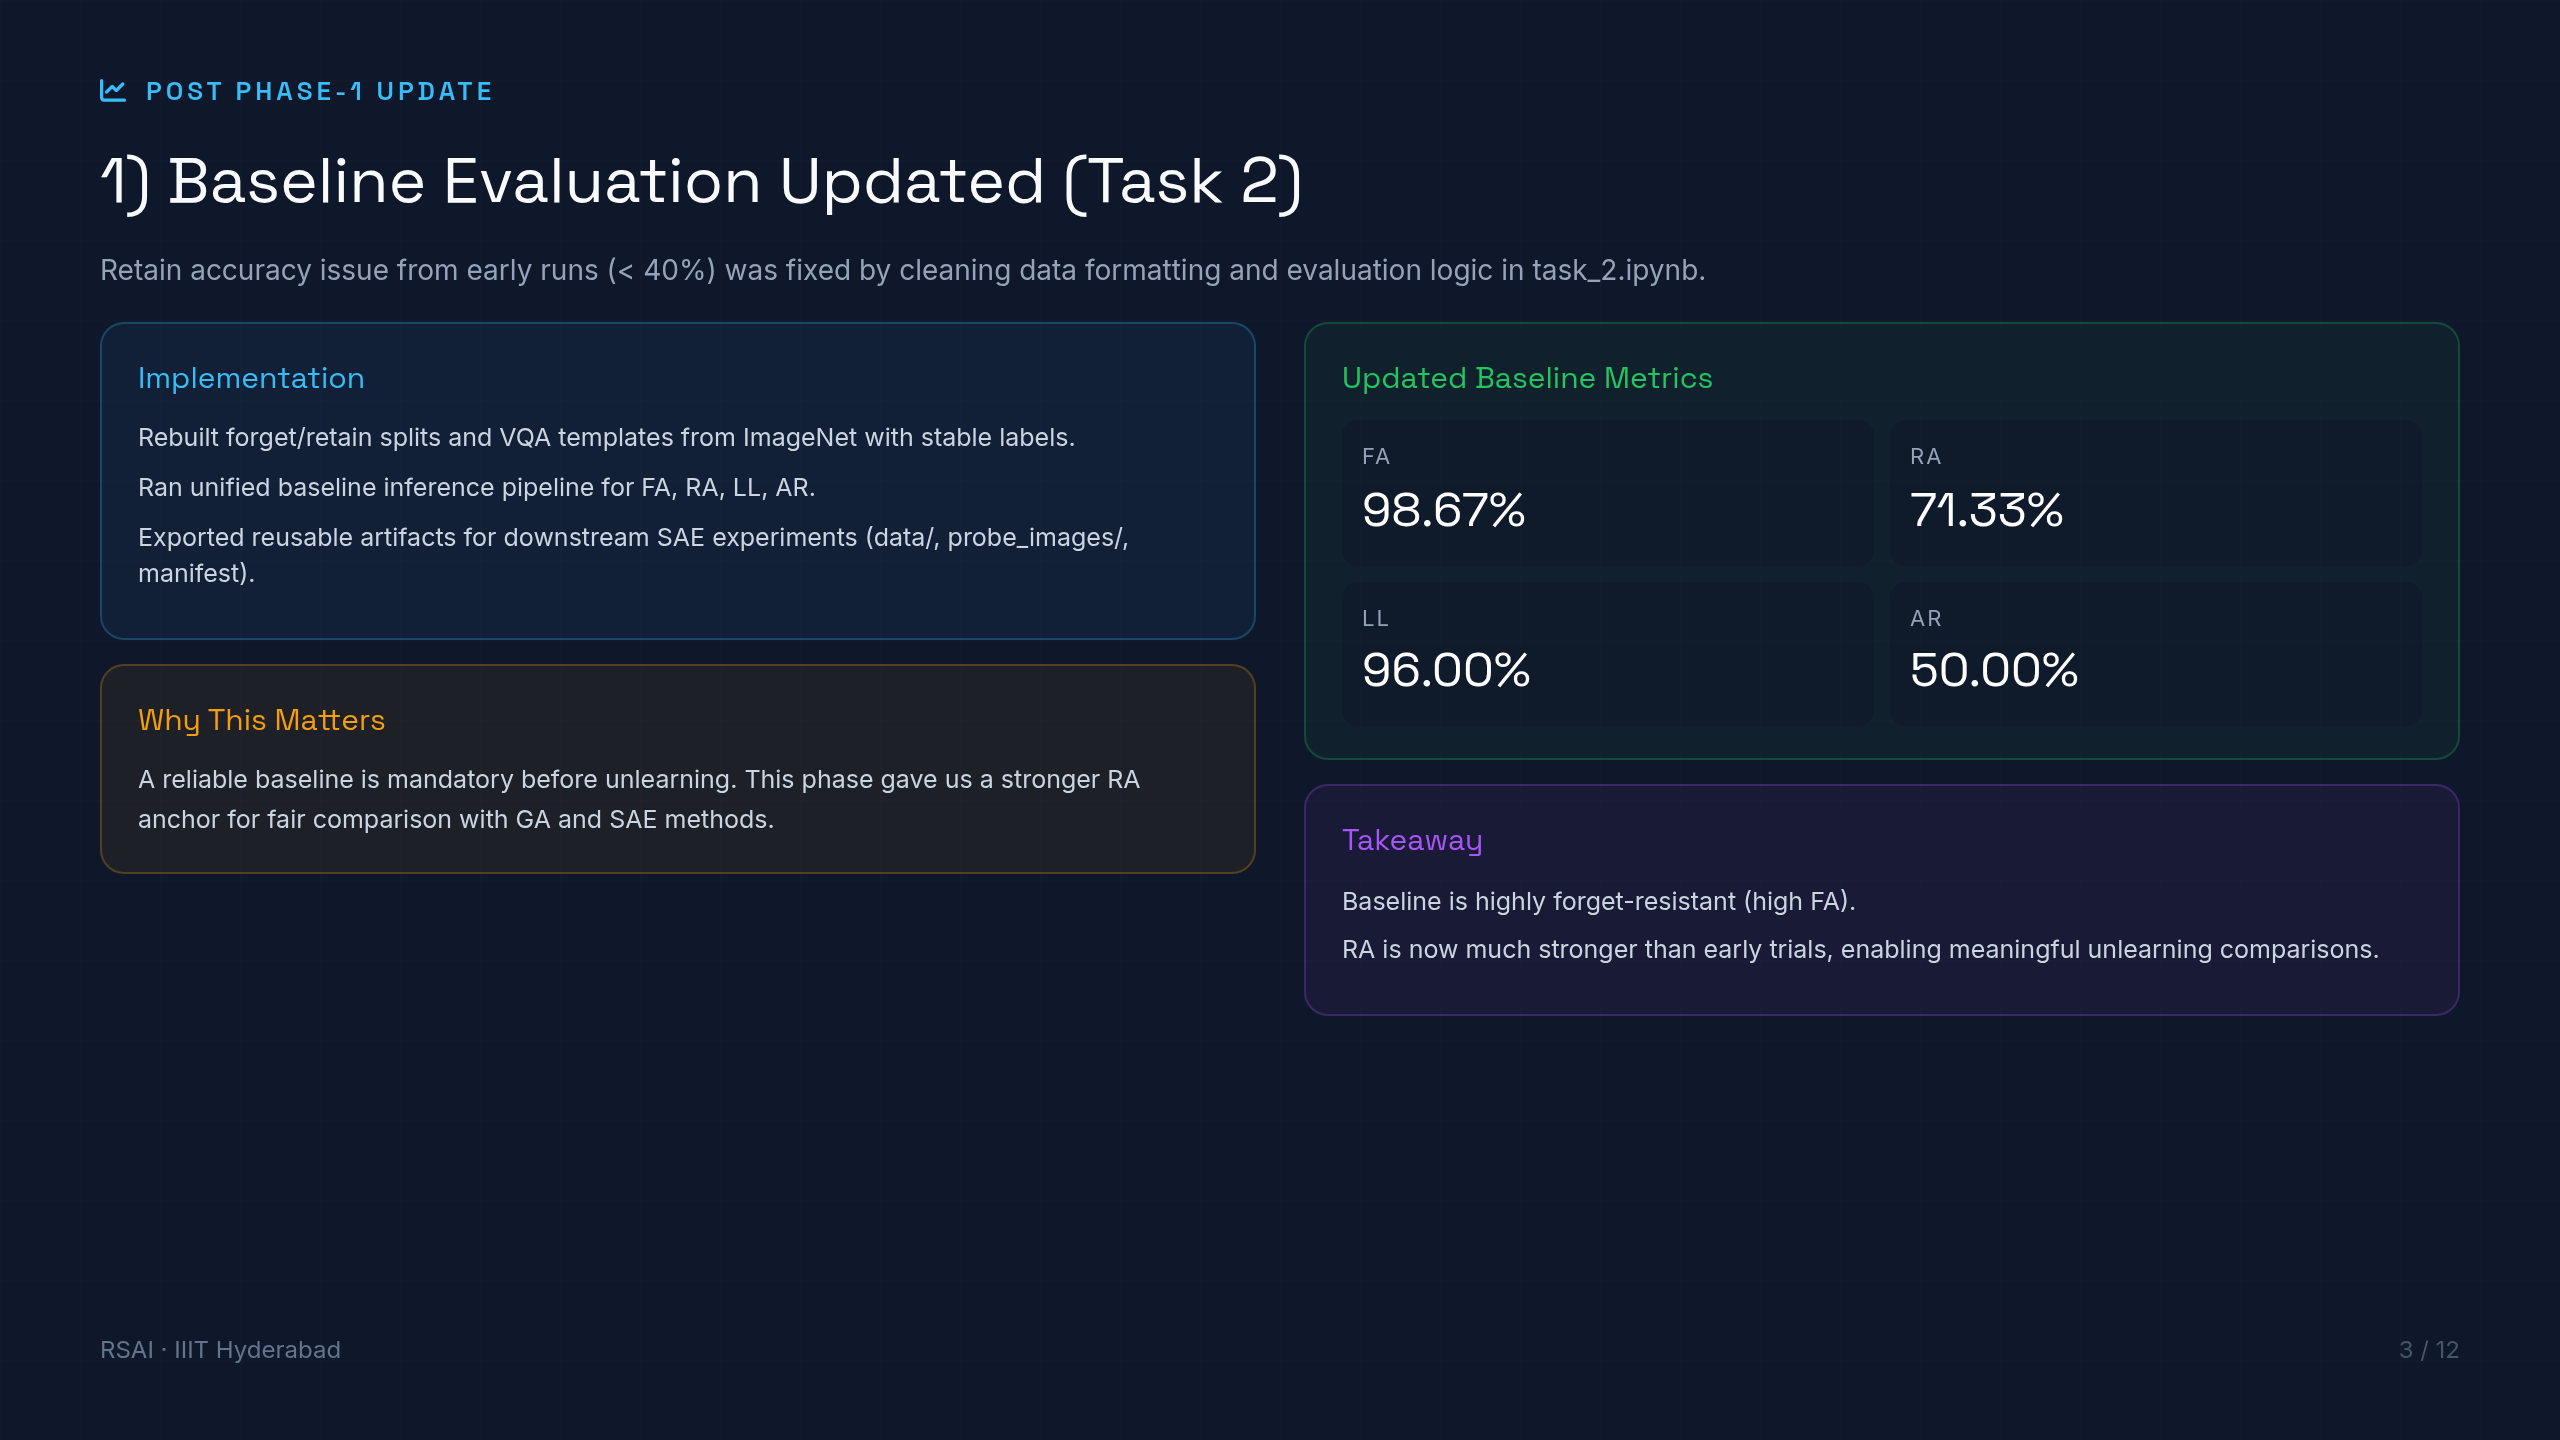 POST PHASE-1 UPDATE
1) Baseline Evaluation Updated (Task 2)
Retain accuracy issue from early runs (< 40%) was fixed by cleaning data formatting and evaluation logic in task_2.ipynb.
Implementation
Rebuilt forget/retain splits and VQA templates from ImageNet with stable labels.
Ran unified baseline inference pipeline for FA, RA, LL, AR.
Exported reusable artifacts for downstream SAE experiments (data/, probe_images/,
manifest).
Why This Matters
A reliable baseline is mandatory before unlearning. This phase gave us a stronger RA
anchor for fair comparison with GA and SAE methods.
Updated Baseline Metrics
FA
98.67%
RA
71.33%
LL
96.00%
AR
50.00%
Takeaway
Baseline is highly forget-resistant (high FA).
RA is now much stronger than early trials, enabling meaningful unlearning comparisons.
RSAI · IIIT Hyderabad
3 / 12